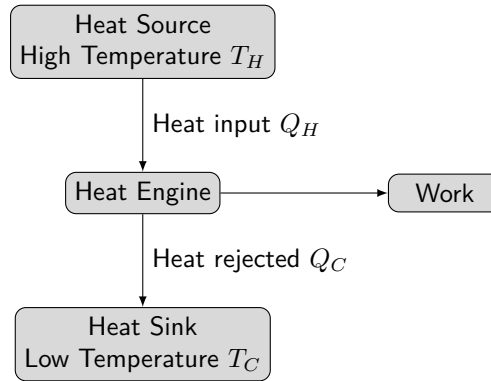 Heat Source
High Temperature T_H
Heat input Q_H
Heat Engine
Work
Heat rejected Q_C
Heat Sink
Low Temperature T_C